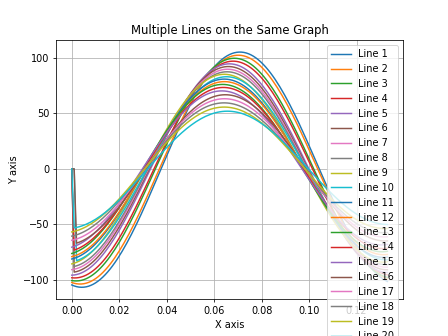 Multiple Lines on the Same Graph
Y axis
100
50
0
−50
−100
0.00
0.02
0.04
0.06
0.08
0.10
X axis
Line 1
Line 2
Line 3
Line 4
Line 5
Line 6
Line 7
Line 8
Line 9
Line 10
Line 11
Line 12
Line 13
Line 14
Line 15
Line 16
Line 17
Line 18
Line 19
Line 20